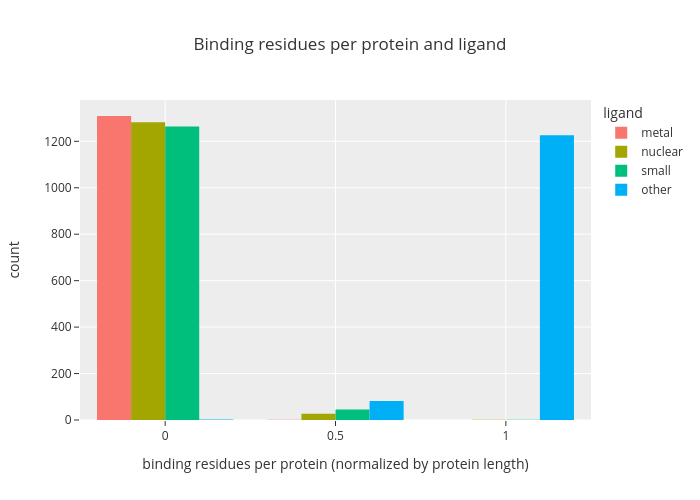 Binding residues per protein and ligand
ligand
metal
nuclear
small
other
count
1200
1000
800
600
400
200
0
0
0.5
1
binding residues per protein (normalized by protein length)